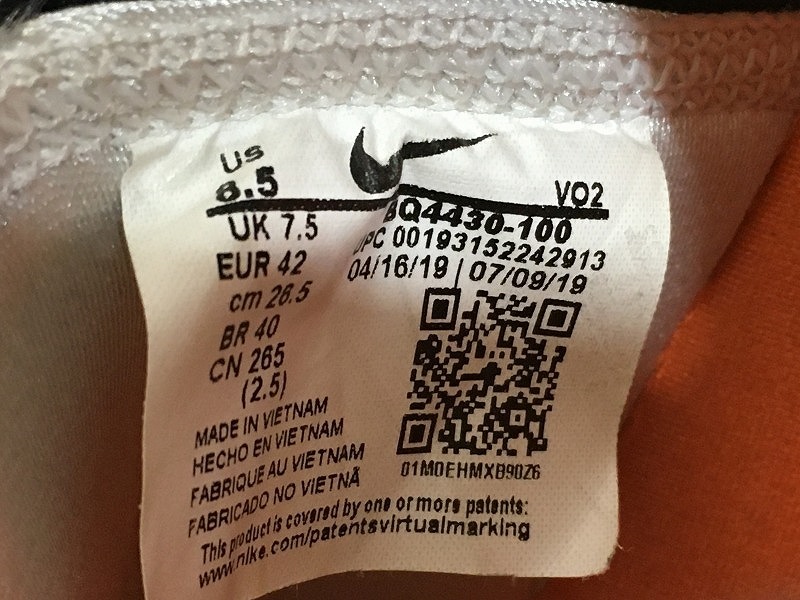 US
8.5
VO2
UK 7.5
BQ4430-100
UPC 00193152242913
EUR 42
04/16/19 | 07/09/19
cm 26.5
BR 40
CN 265
(2.5)
MADE IN VIETNAM
HECHO EN VIETNAM
FABRIQUE AU VIETNAM
FABRICADO NO VIETNÃ
01M0EHMXB90Z6
This product is covered by one or more patents:
www.nike.com/patentsvirtualmarking